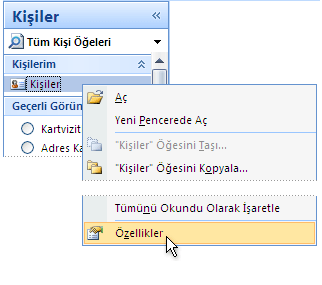 Kişiler «
Tüm Kişi Öğeleri
Kişilerim
Kişiler
Geçerli Görün
Kartvizit
Adres Ka
Aç
Yeni Pencerede Aç
"Kişiler" Öğesini Taşı...
"Kişiler" Öğesini Kopyala...
Tümünü Okundu Olarak İşaretle
Özellikler